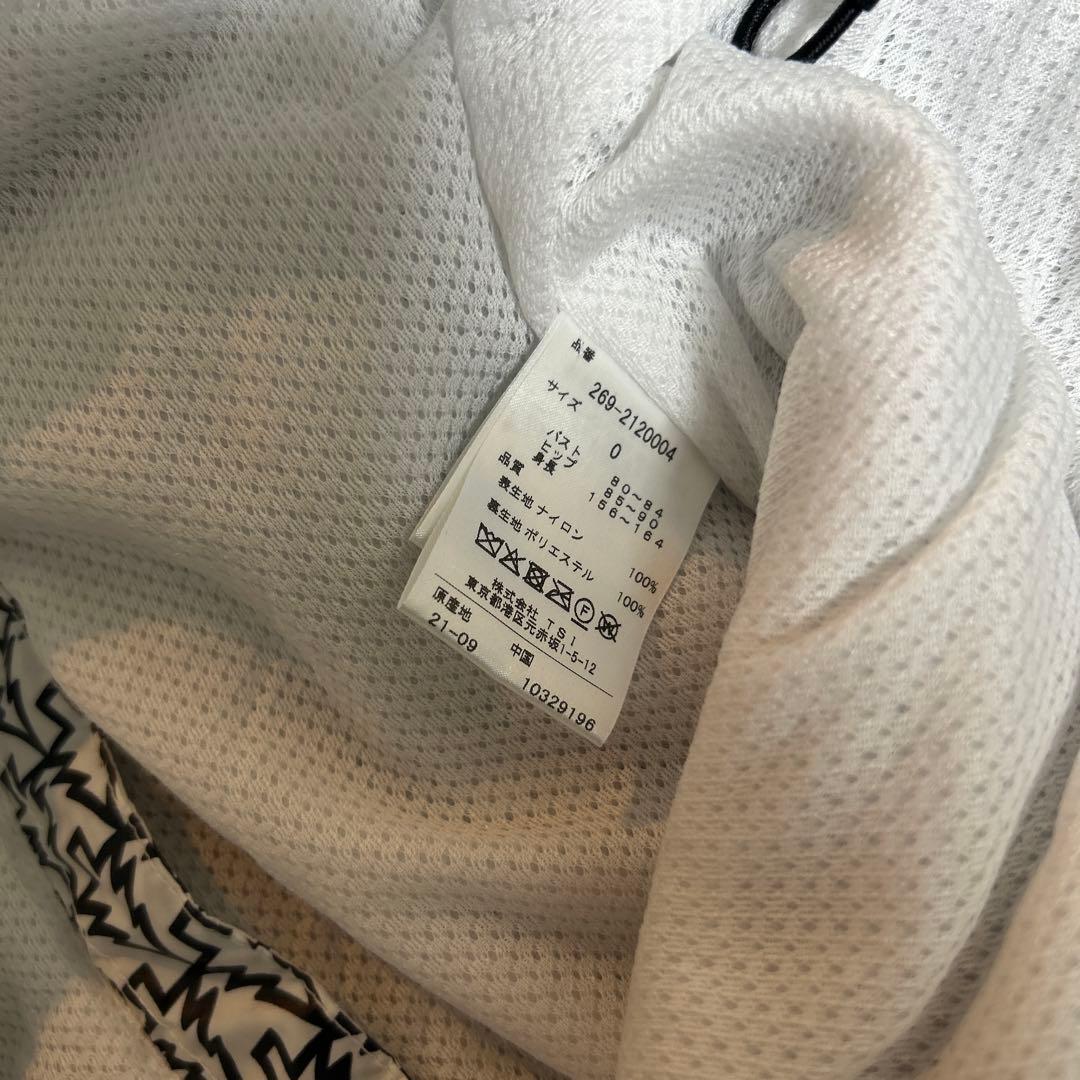 品番
269-2120004
サイズ 0
バスト 80~84
ヒップ 85~90
身長 156~164
品質
表生地 ナイロン 100%
裏生地 ポリエステル 100%
F
株式会社 TSI
東京都港区元赤坂1-5-12
原産地 中国
21-09 10329196